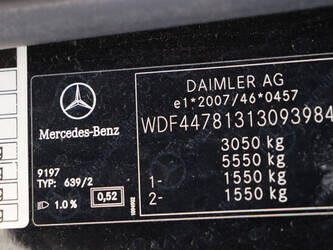 DAIMLER AG
e1*2007/46*0457
WDF44781313093984
Mercedes-Benz
3050 kg
5550 kg
1- 1550 kg
2- 1550 kg
9197
TYP: 639/2
1.0 % 0,52